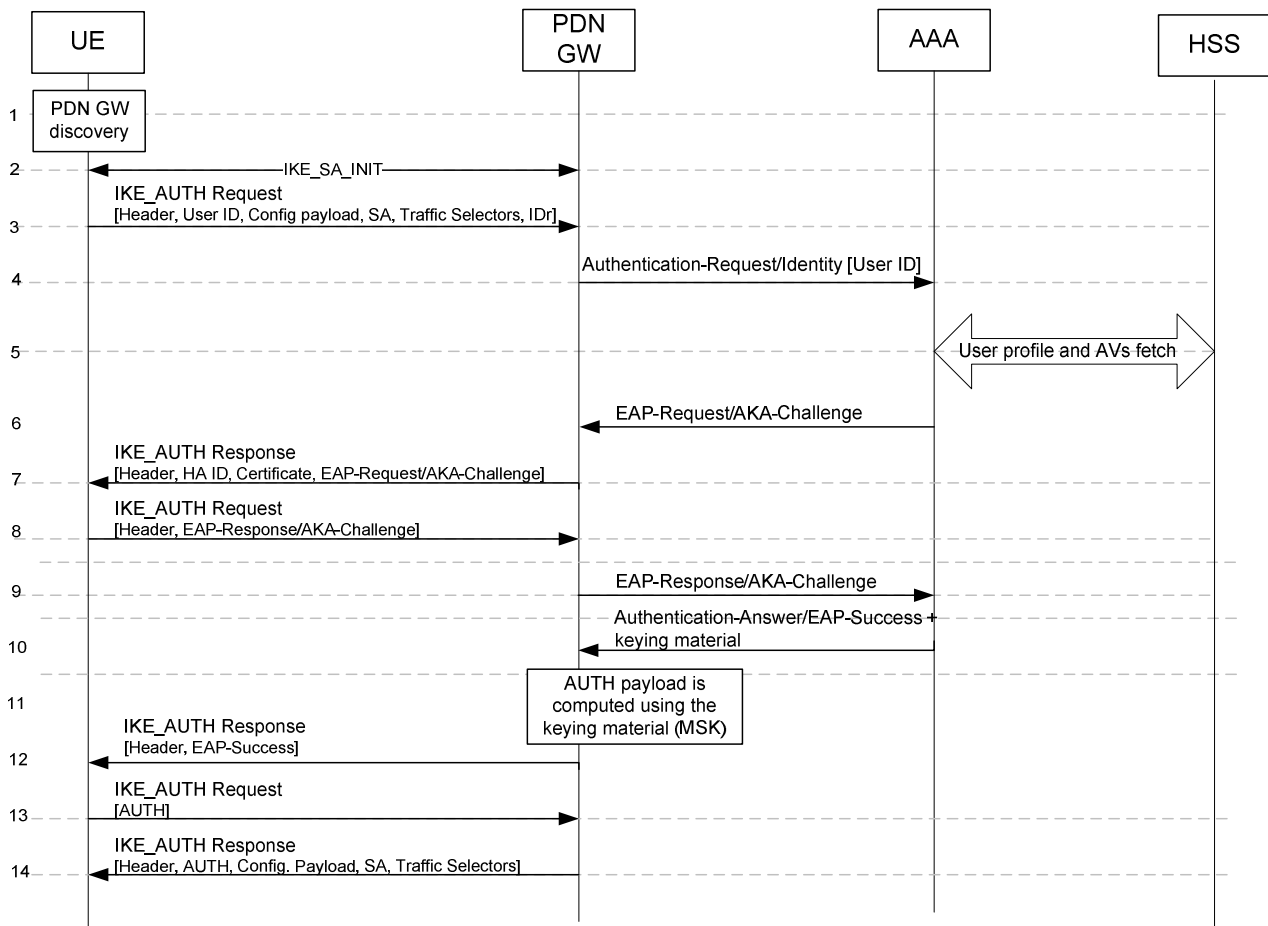 UE
PDN
GW
AAA
HSS
1
PDN GW
discovery
2
IKE_SA_INIT
IKE_AUTH Request
[Header, User ID, Config payload, SA, Traffic Selectors, IDr]
3
Authentication-Request/Identity [User ID]
4
5
User profile and AVs fetch
6
EAP-Request/AKA-Challenge
IKE_AUTH Response
[Header, HA ID, Certificate, EAP-Request/AKA-Challenge]
7
IKE_AUTH Request
[Header, EAP-Response/AKA-Challenge]
8
9
EAP-Response/AKA-Challenge
Authentication-Answer/EAP-Success +
keying material
10
11
AUTH payload is
computed using the
keying material (MSK)
IKE_AUTH Response
[Header, EAP-Success]
12
IKE_AUTH Request
[AUTH]
13
IKE_AUTH Response
[Header, AUTH, Config. Payload, SA, Traffic Selectors]
14